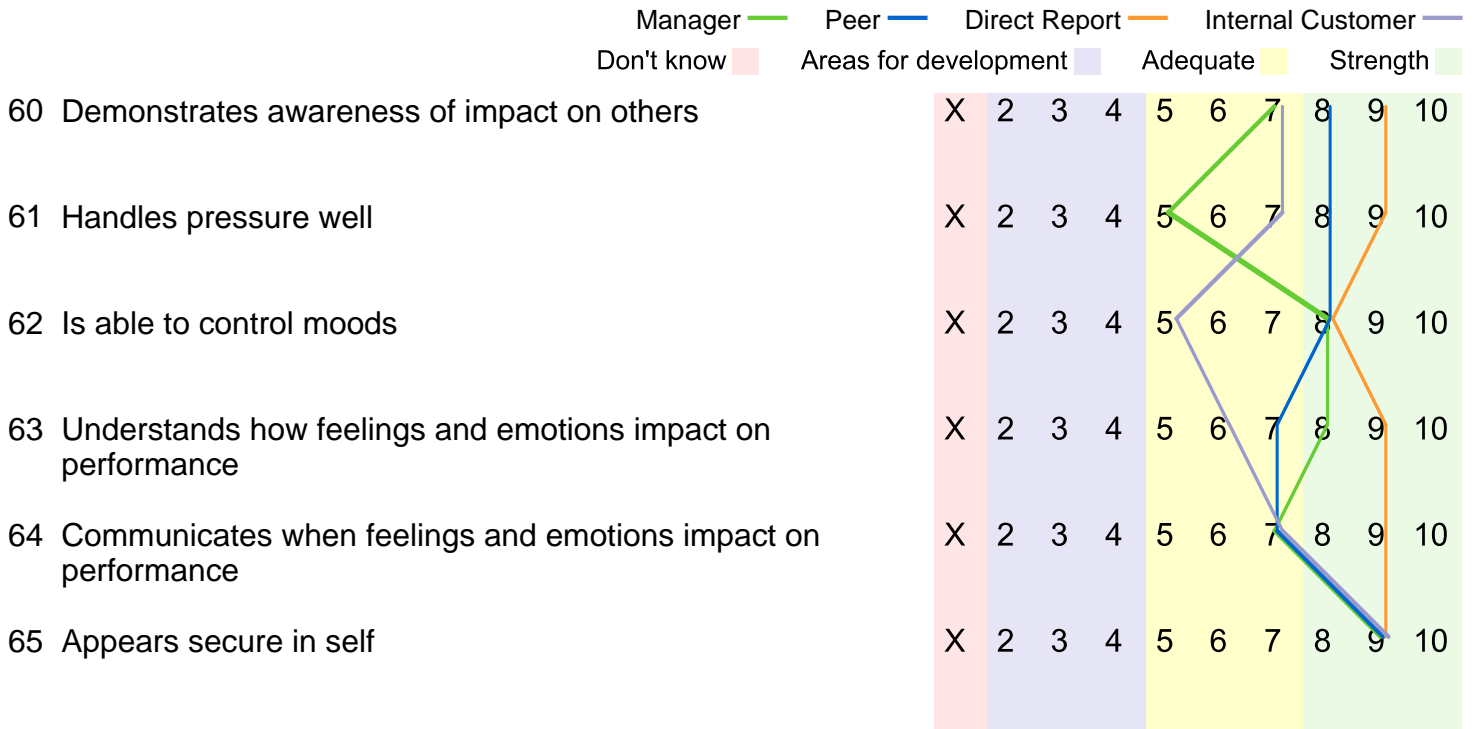 Manager Peer Direct Report Internal Customer
Don't know Areas for development Adequate Strength
60 Demonstrates awareness of impact on others X 2 3 4 5 6 7 8 9 10
61 Handles pressure well X 2 3 4 5 6 7 8 9 10
62 Is able to control moods X 2 3 4 5 6 7 8 9 10
63 Understands how feelings and emotions impact on X 2 3 4 5 6 7 8 9 10
performance
64 Communicates when feelings and emotions impact on X 2 3 4 5 6 7 8 9 10
performance
65 Appears secure in self X 2 3 4 5 6 7 8 9 10